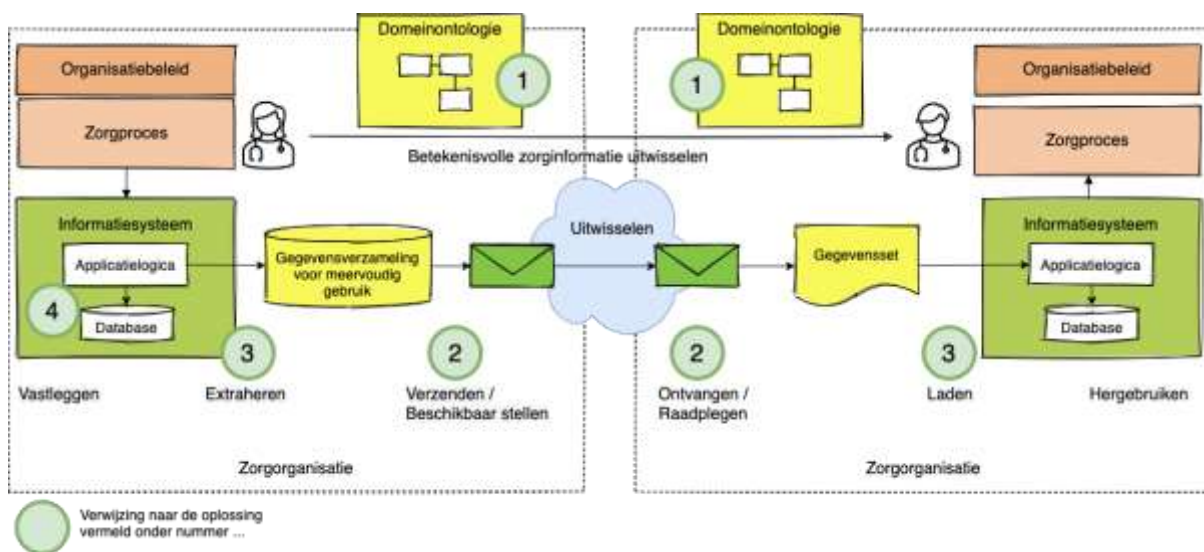 Domeinontologie
1
Organisatiebeleid
Zorgproces
Informatiesysteem
Applicatielogica
Database
4
3
Vastleggen
Extraheren
Gegevensverzameling
voor meervoudig
gebruik
2
Verzenden /
Beschikbaar stellen
Zorgorganisatie
Betekenisvolle zorginformatie uitwisselen
Uitwisselen
Domeinontologie
1
Organisatiebeleid
Zorgproces
Informatiesysteem
Applicatielogica
Database
Gegevensset
2
Ontvangen /
Raadplegen
3
Laden
Hergebruiken
Zorgorganisatie
Verwijzing naar de oplossing
vermeld onder nummer ...